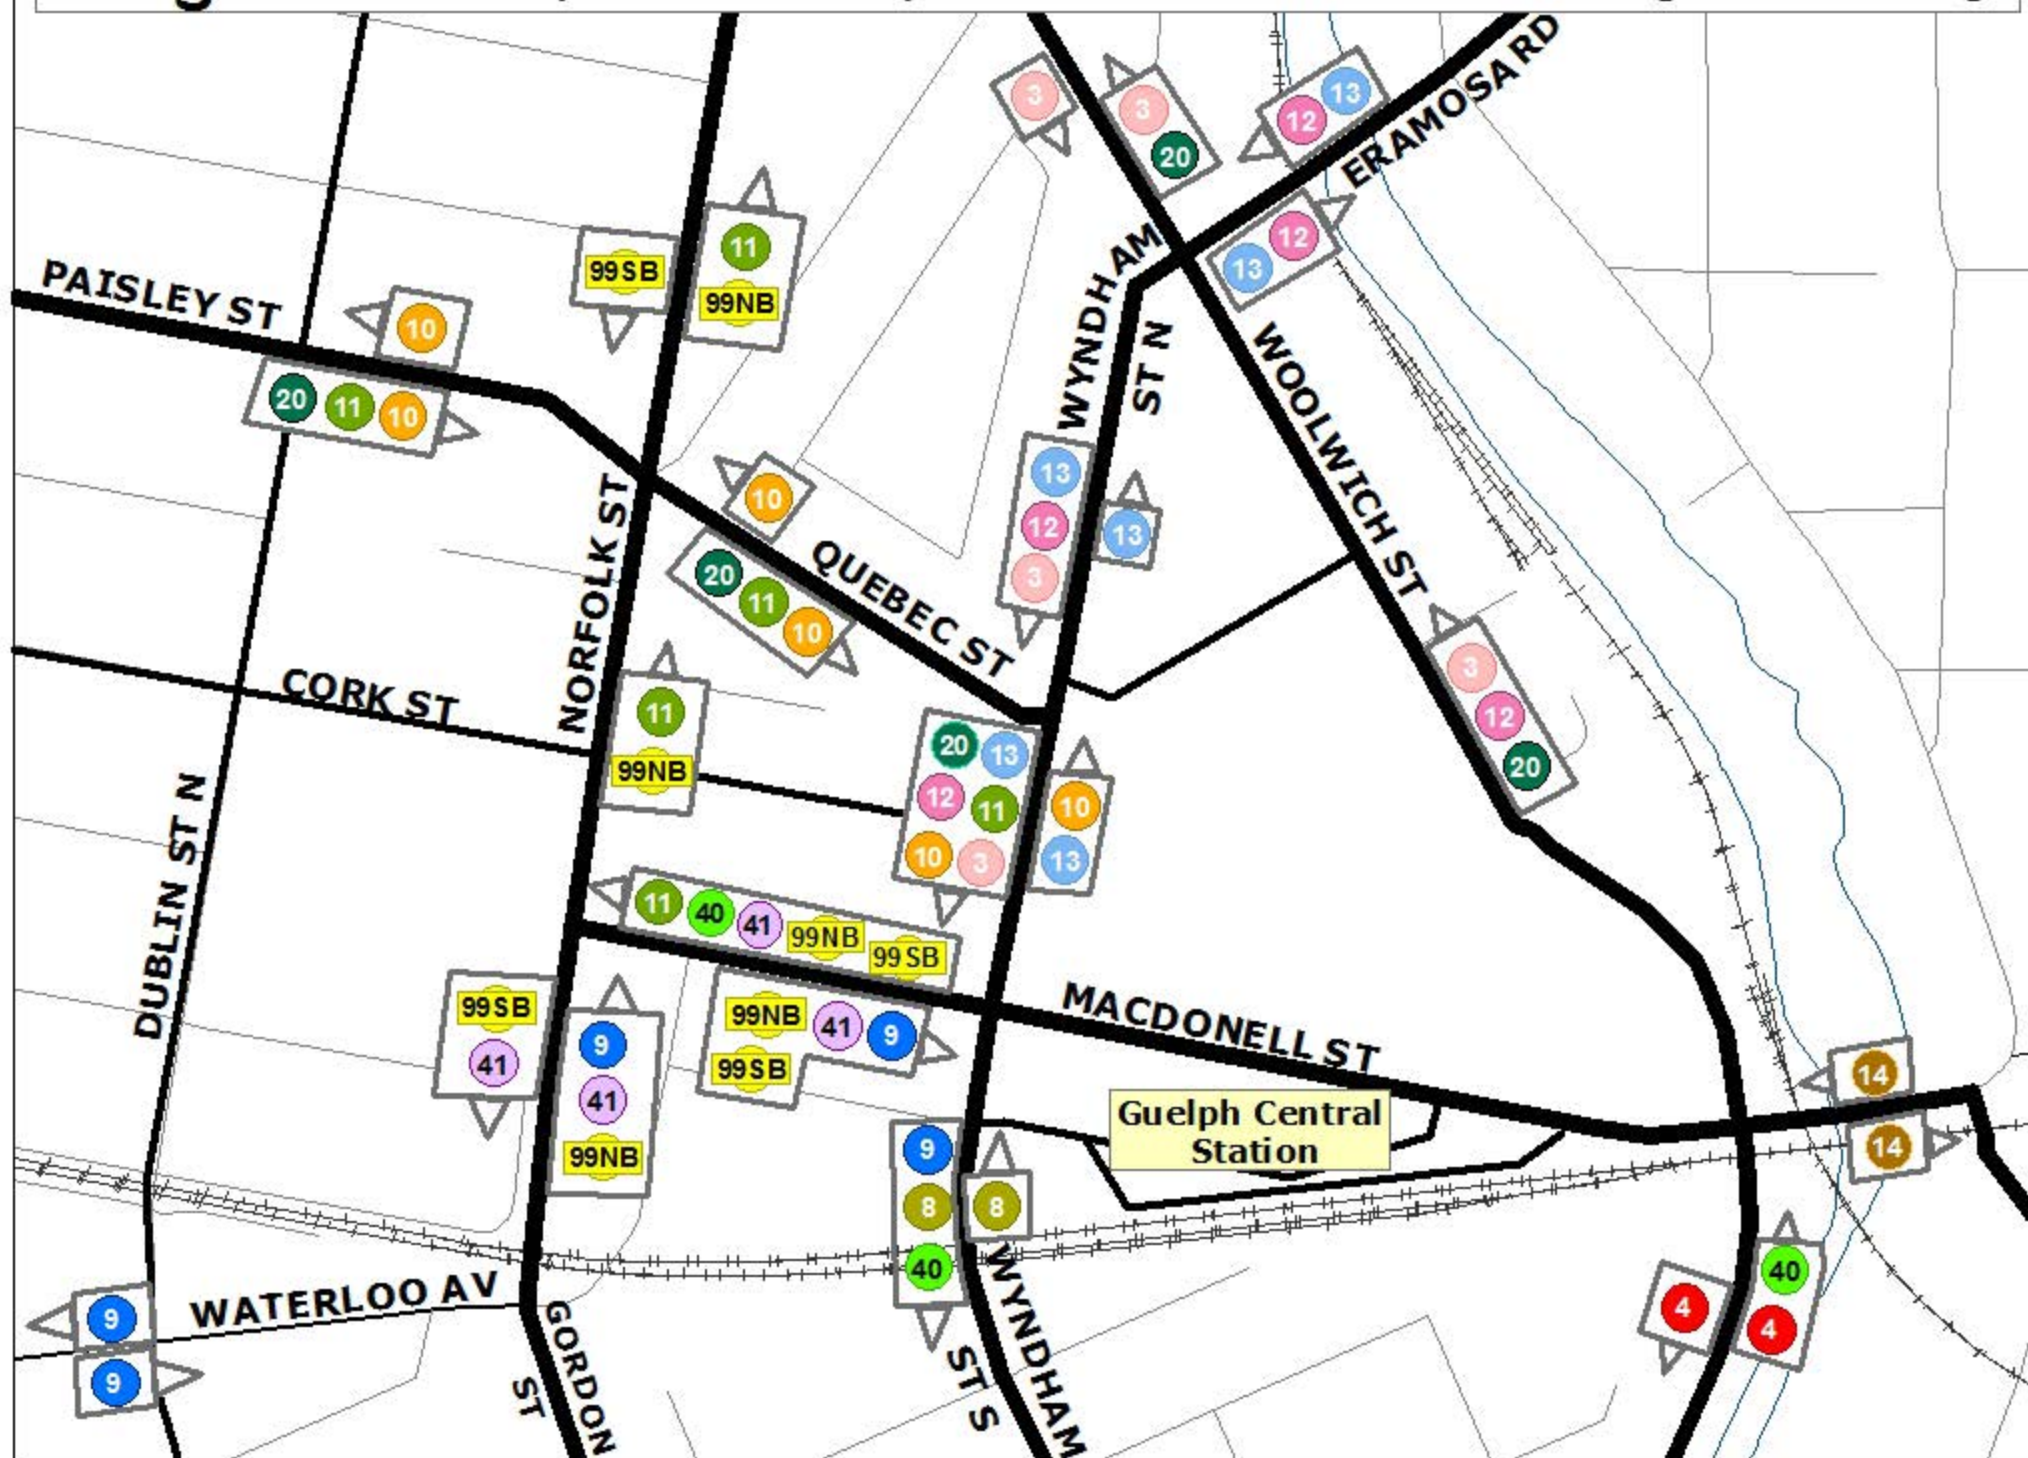 3
3
20
12
13
ERAMOSA RD
11
99NB
99SB
13
12
WYNDHAM
ST N
PAISLEY ST
10
20
11
10
WOOLWICH ST
13
12
3
13
10
20
11
10
QUEBEC ST
NORFOLK ST
11
99NB
CORK ST
3
12
20
20
13
12
11
10
3
10
13
DUBLIN ST N
11
40
41
99NB
99SB
99SB
41
9
41
99NB
99NB
41
9
99SB
MACDONELL ST
Guelph Central
Station
14
14
9
8
40
8
WATERLOO AV
9
9
GORDON
ST
WYNDHAM
ST S
4
40
4